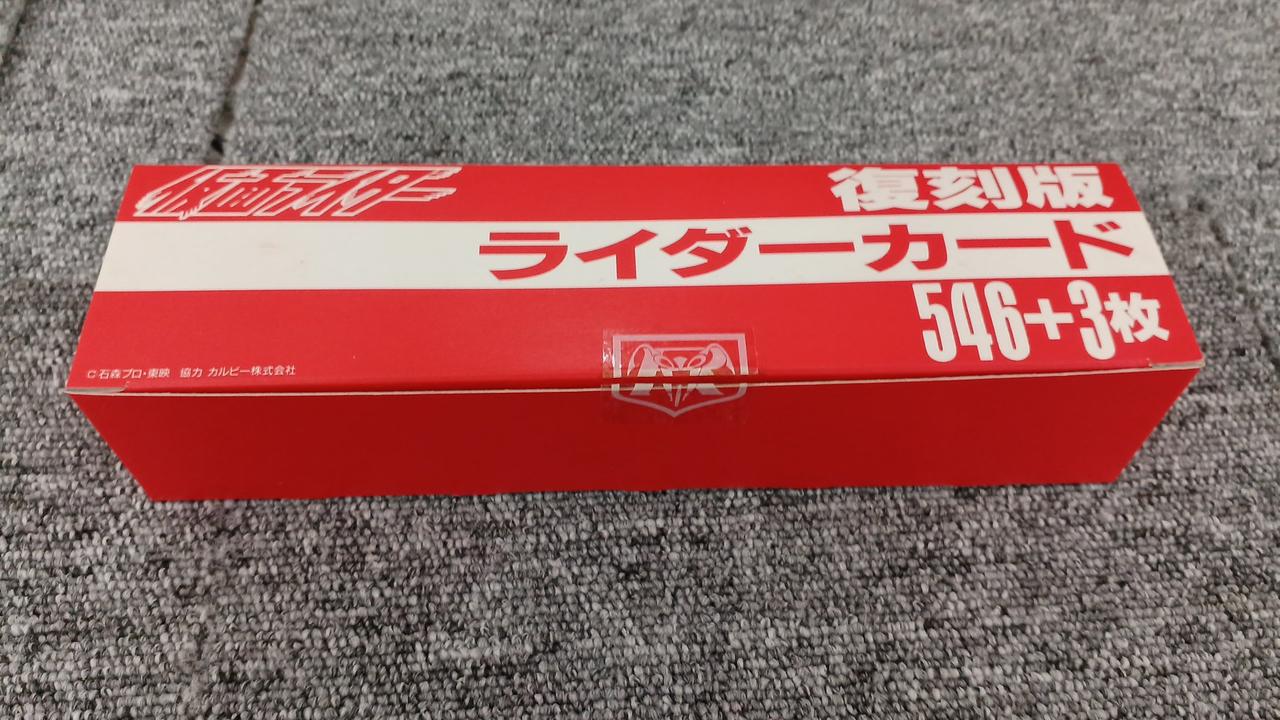 仮面ライダー
復刻版
ライダーカード
546+3枚
©石森プロ・東映 協力 カルビー株式会社